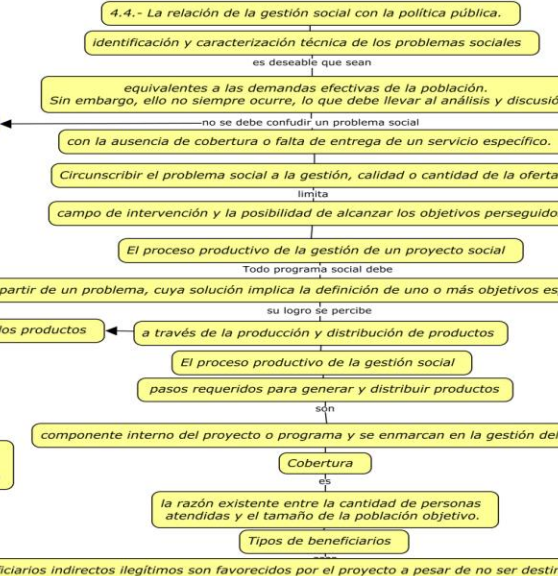 4.4.- La relación de la gestión social con la política pública.
identificación y caracterización técnica de los problemas sociales
es deseable que sean
equivalentes a las demandas efectivas de la población.
Sin embargo, ello no siempre ocurre, lo que debe llevar al análisis y
no se debe confudir un problema social
con la ausencia de cobertura o falta de entrega de un servicio específico.
Circunscribir el problema social a la gestión, calidad o cantidad de la oferta
limita
campo de intervención y la posibilidad de alcanzar los objetivos
El proceso productivo de la gestión de un proyecto social
Todo programa social debe
partir de un problema, cuya solución implica la definición de uno o más objetivos
su logro se percibe
los productos
a través de la producción y distribución de productos
El proceso productivo de la gestión social
pasos requeridos para generar y distribuir productos
son
componente interno del proyecto o programa y se enmarcan en la gestión del
Cobertura
es
la razón existente entre la cantidad de personas
atendidas y el tamaño de la población objetivo.
Tipos de beneficiarios
indirectos ilegítimos son favorecidos por el proyecto a pesar de no ser